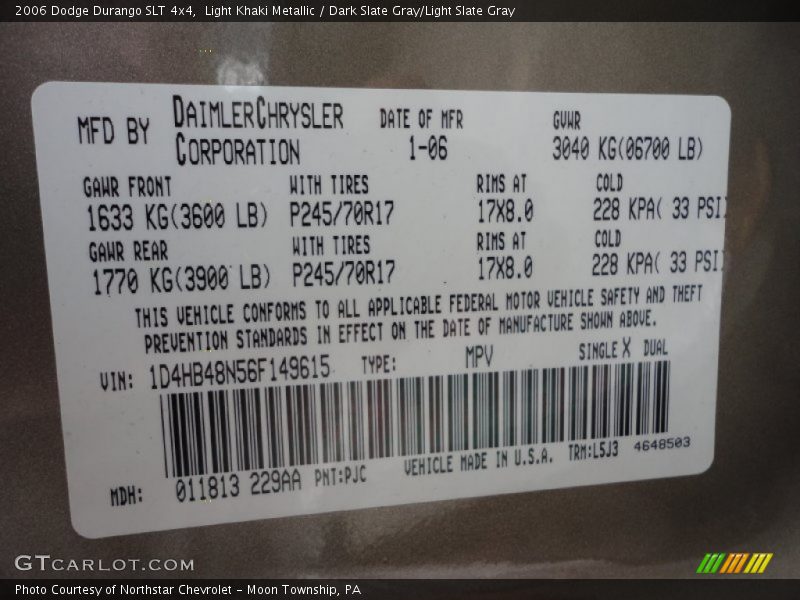 2006 Dodge Durango SLT 4x4,  Light Khaki Metallic / Dark Slate Gray/Light Slate Gray
MFD BY DAIMLERCHRYSLER CORPORATION DATE OF MFR 1-06 GVWR 3040 KG(06700 LB)
GAWR FRONT WITH TIRES RIMS AT COLD
1633 KG(3600 LB) P245/70R17 17X8.0 228 KPA( 33 PSI)
GAWR REAR WITH TIRES RIMS AT COLD
1770 KG(3900 LB) P245/70R17 17X8.0 228 KPA( 33 PSI)
THIS VEHICLE CONFORMS TO ALL APPLICABLE FEDERAL MOTOR VEHICLE SAFETY AND THEFT
PREVENTION STANDARDS IN EFFECT ON THE DATE OF MANUFACTURE SHOWN ABOVE.
VIN: 1D4HB48N56F149615 TYPE: MPV SINGLE X DUAL
MDH: 011813 229AA PNT:PJC VEHICLE MADE IN U.S.A. TRM:L5J3 4648503
GTCARLOT.COM
Photo Courtesy of Northstar Chevrolet - Moon Township, PA